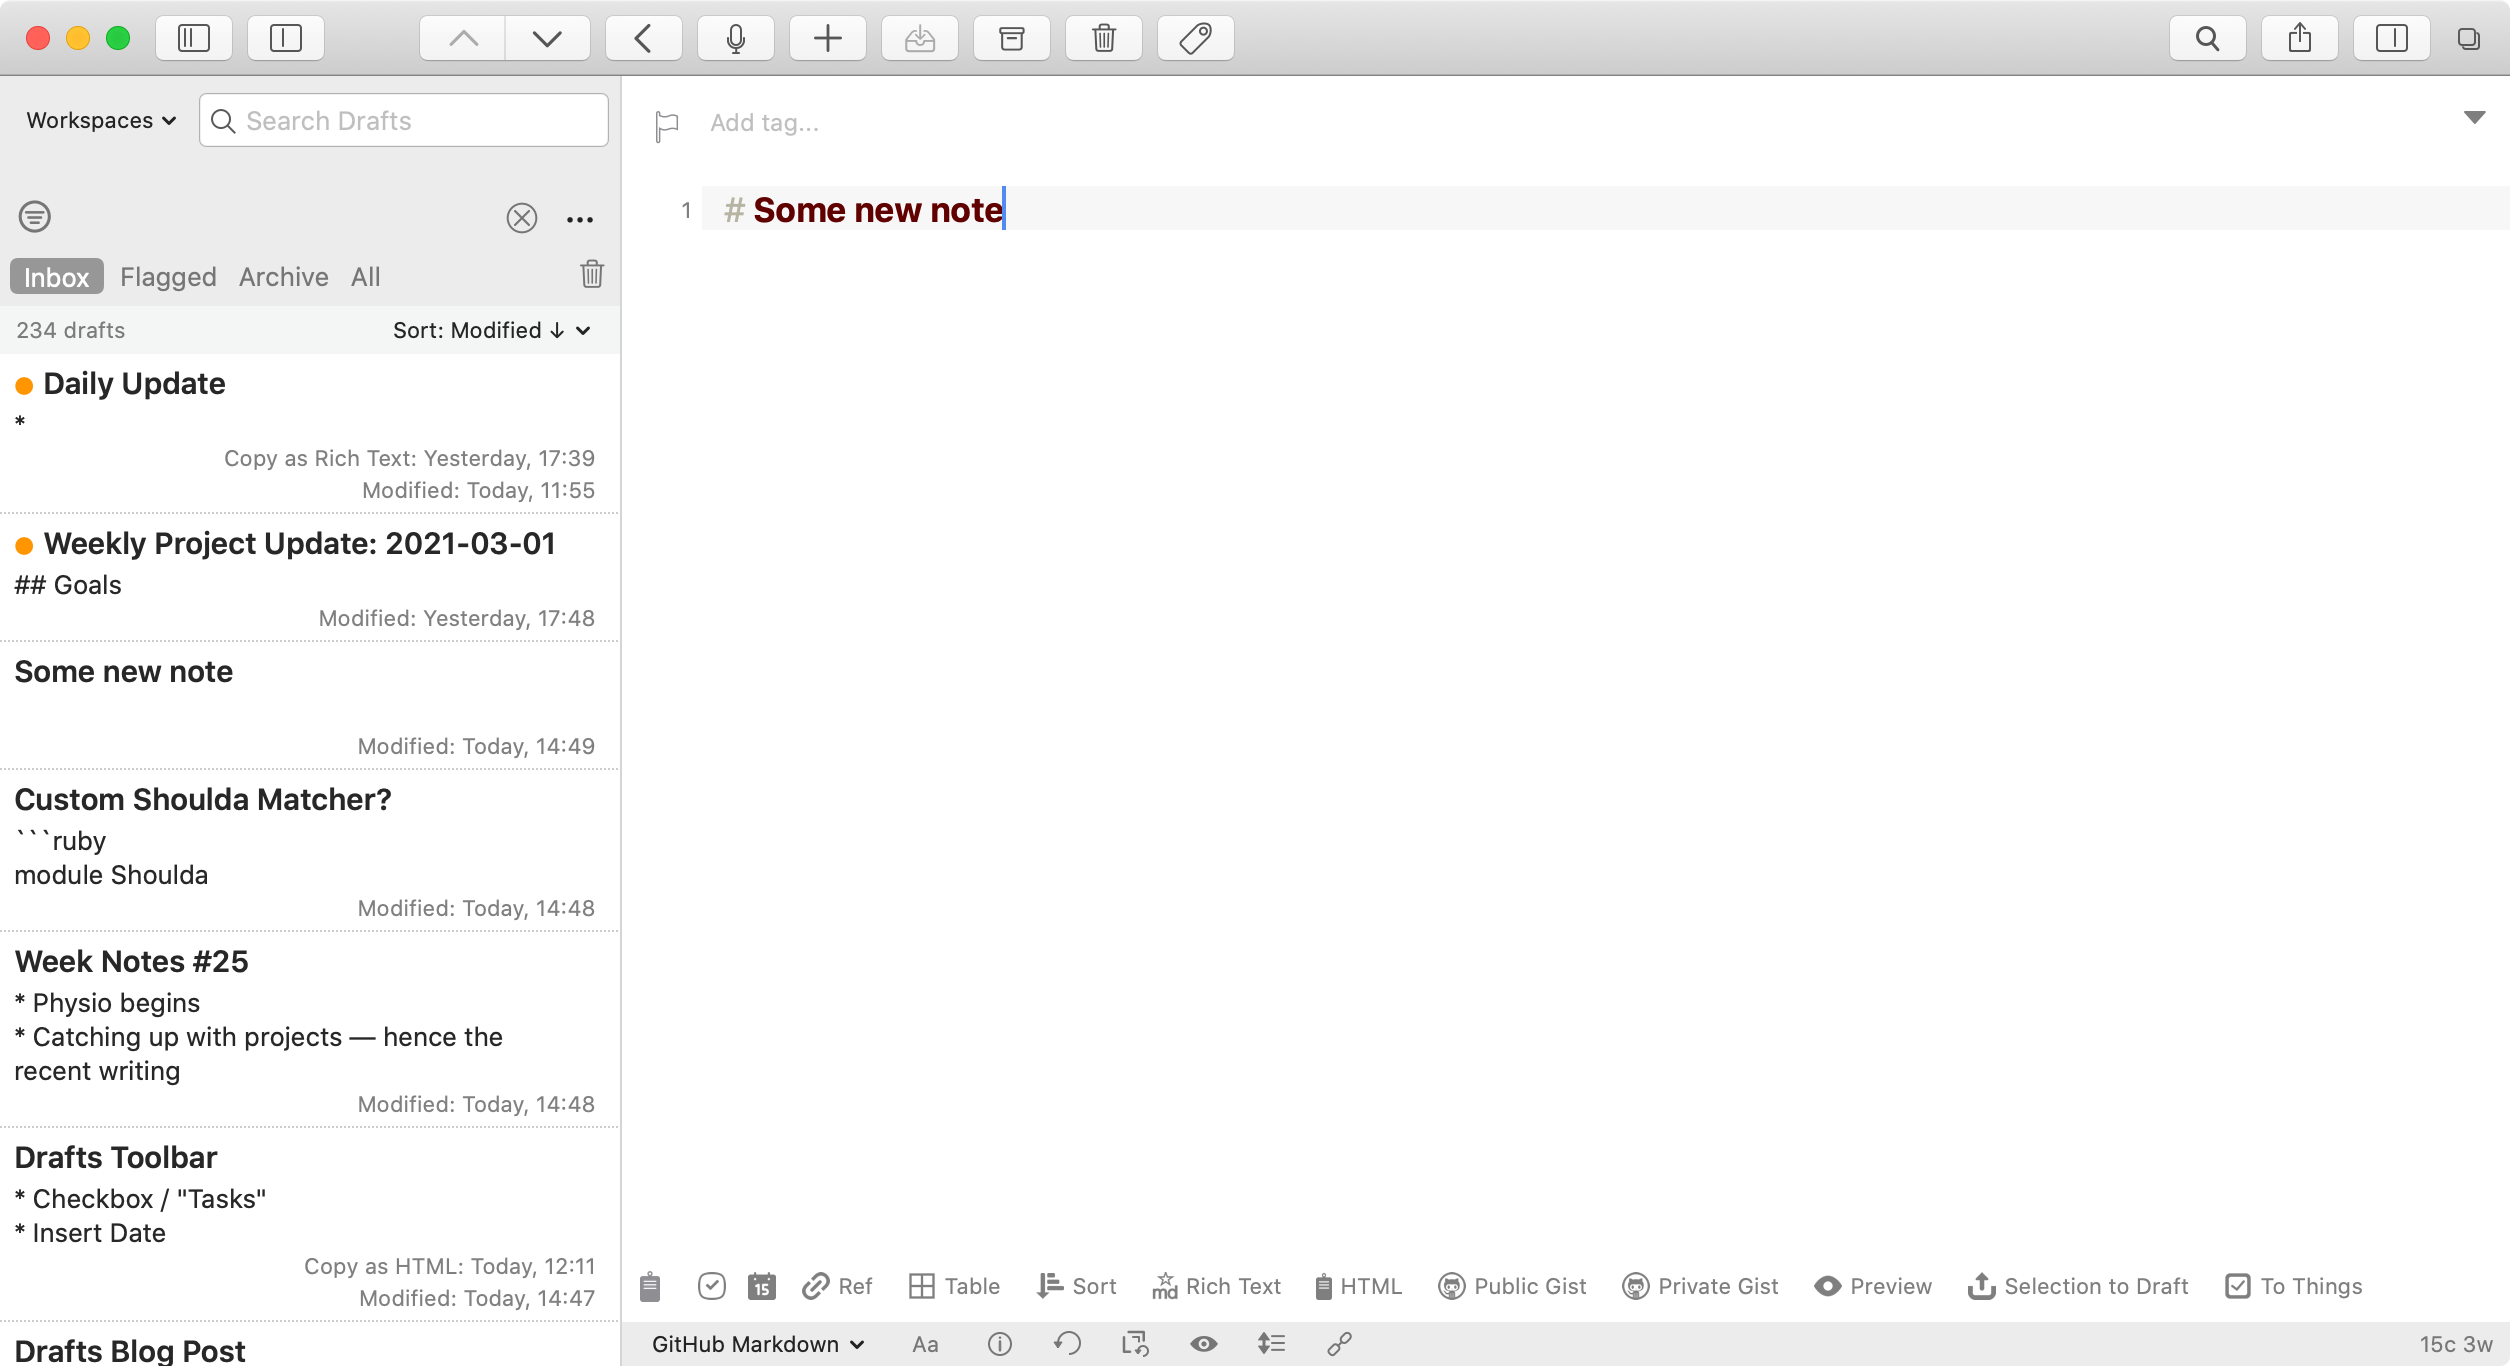 Workspaces
Search Drafts
Inbox Flagged Archive All
234 drafts Sort: Modified ↓
Daily Update
*
Copy as Rich Text: Yesterday, 17:39
Modified: Today, 11:55
Weekly Project Update: 2021-03-01
## Goals
Modified: Yesterday, 17:48
Some new note
Modified: Today, 14:49
Custom Shoulda Matcher?
```ruby
module Shoulda
Modified: Today, 14:48
Week Notes #25
* Physio begins
* Catching up with projects — hence the
recent writing
Modified: Today, 14:48
Drafts Toolbar
* Checkbox / "Tasks"
* Insert Date
Copy as HTML: Today, 12:11
Modified: Today, 14:47
Drafts Blog Post
Add tag...
1 # Some new note
15 Ref Table Sort md Rich Text HTML Public Gist Private Gist Preview Selection to Draft To Things
GitHub Markdown Aa 15c 3w